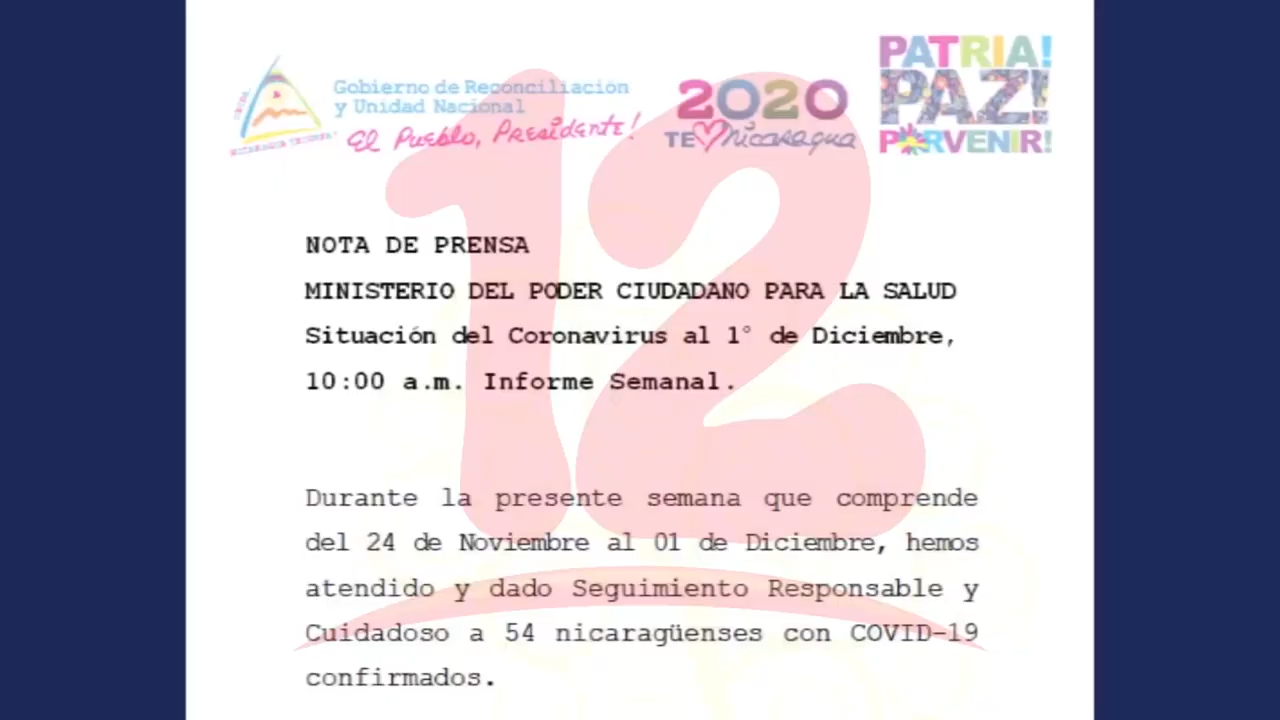 Gobierno de Reconciliación
y Unidad Nacional
El Pueblo, Presidente!
2020
TE Nicaragua
PATRIA!
PAZ!
PORVENIR!
12
NOTA DE PRENSA
MINISTERIO DEL PODER CIUDADANO PARA LA SALUD
Situación del Coronavirus al 1° de Diciembre,
10:00 a.m. Informe Semanal.
Durante la presente semana que comprende
del 24 de Noviembre al 01 de Diciembre, hemos
atendido y dado Seguimiento Responsable y
Cuidadoso a 54 nicaragüenses con COVID-19
confirmados.